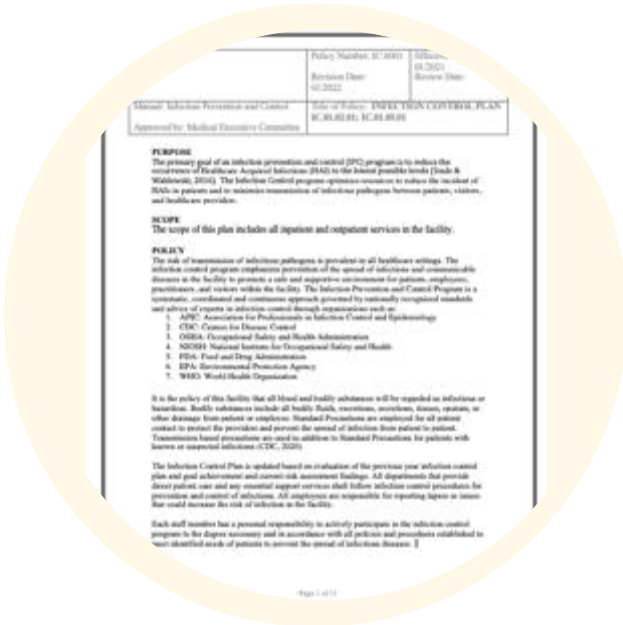 Policy Number: IC 0001
Effective
01/2021
Revision Date:
01/2022
Review Date:
Manual: Infection Prevention and Control
Title of Policy: INFECTION CONTROL PLAN
IC.01.05.01
Approved by: Medical Executive Committee
PURPOSE
The primary goal of an infection prevention and control (IPC) program is to reduce the
occurrence of Healthcare Acquired Infections (HAI) to the lowest possible levels
2016). The Infection Control program optimizes resources to reduce the incident of
HAIs in patients and to minimize transmission of infectious pathogens between patients, visitors,
and healthcare providers.
SCOPE
The scope of this plan includes all inpatient and outpatient services in the facility.
POLICY
The risk of transmission of infectious pathogens is prevalent in all healthcare settings. The
infection control program emphasizes prevention of the spread of infections and communicable
diseases in the facility to promote a safe and supportive environment for patients, employees,
practitioners, and visitors within the facility. The Infection Prevention and Control Program is a
systematic, coordinated and continuous approach governed by nationally recognized standards
and advice of experts in infection control through organizations such as:
1. APIC: Association for Professionals in Infection Control and Epidemiology
2. CDC: Centers for Disease Control
3. OSHA: Occupational Safety and Health Administration
4. NIOSH: National Institute for Occupational Safety and Health
5. FDA: Food and Drug Administration
6. EPA: Environmental Protection Agency
7. WHO: World Health Organization
It is the policy of this facility that all blood and bodily substances will be regarded as infectious or
hazardous. Bodily substances include all bodily fluids, excretions, secretions, tissues, sputum, or
other drainage from patient or employee. Standard Precautions are employed for all patient
contact to protect the provider and prevent the spread of infection from patient to patient.
Transmission based precautions are used in addition to Standard Precautions for patients with
known or suspected infections (CDC, 2020)
The Infection Control Plan is updated based on evaluation of the previous year infection control
plan and goal achievement and current risk assessment findings. All departments that provide
direct patient care and any essential support services shall follow infection control procedures for
prevention and control of infections. All employees are responsible for reporting lapses or issues
that could increase the risk of infection in the facility.
Each staff member has a personal responsibility to actively participate in the infection control
program to the degree necessary and in accordance with all policies and procedures established to
meet identified needs of patients to prevent the spread of infectious diseases.